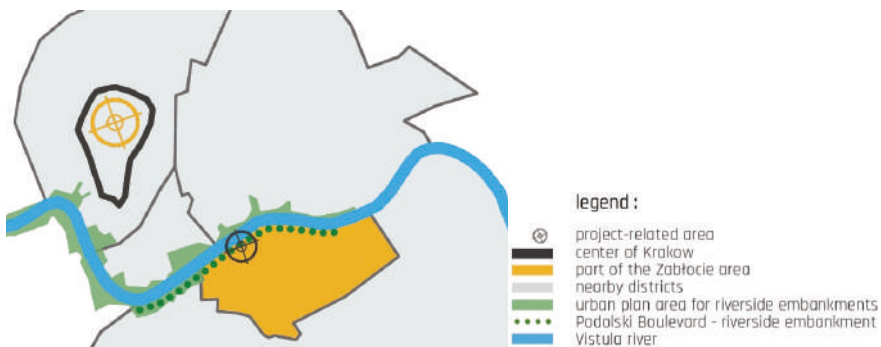 legend :
project-related area
center of Krakow
part of the Zabłocie area
nearby districts
urban plan area for riverside embankments
Podolski Boulevard - riverside embankment
Vistula river